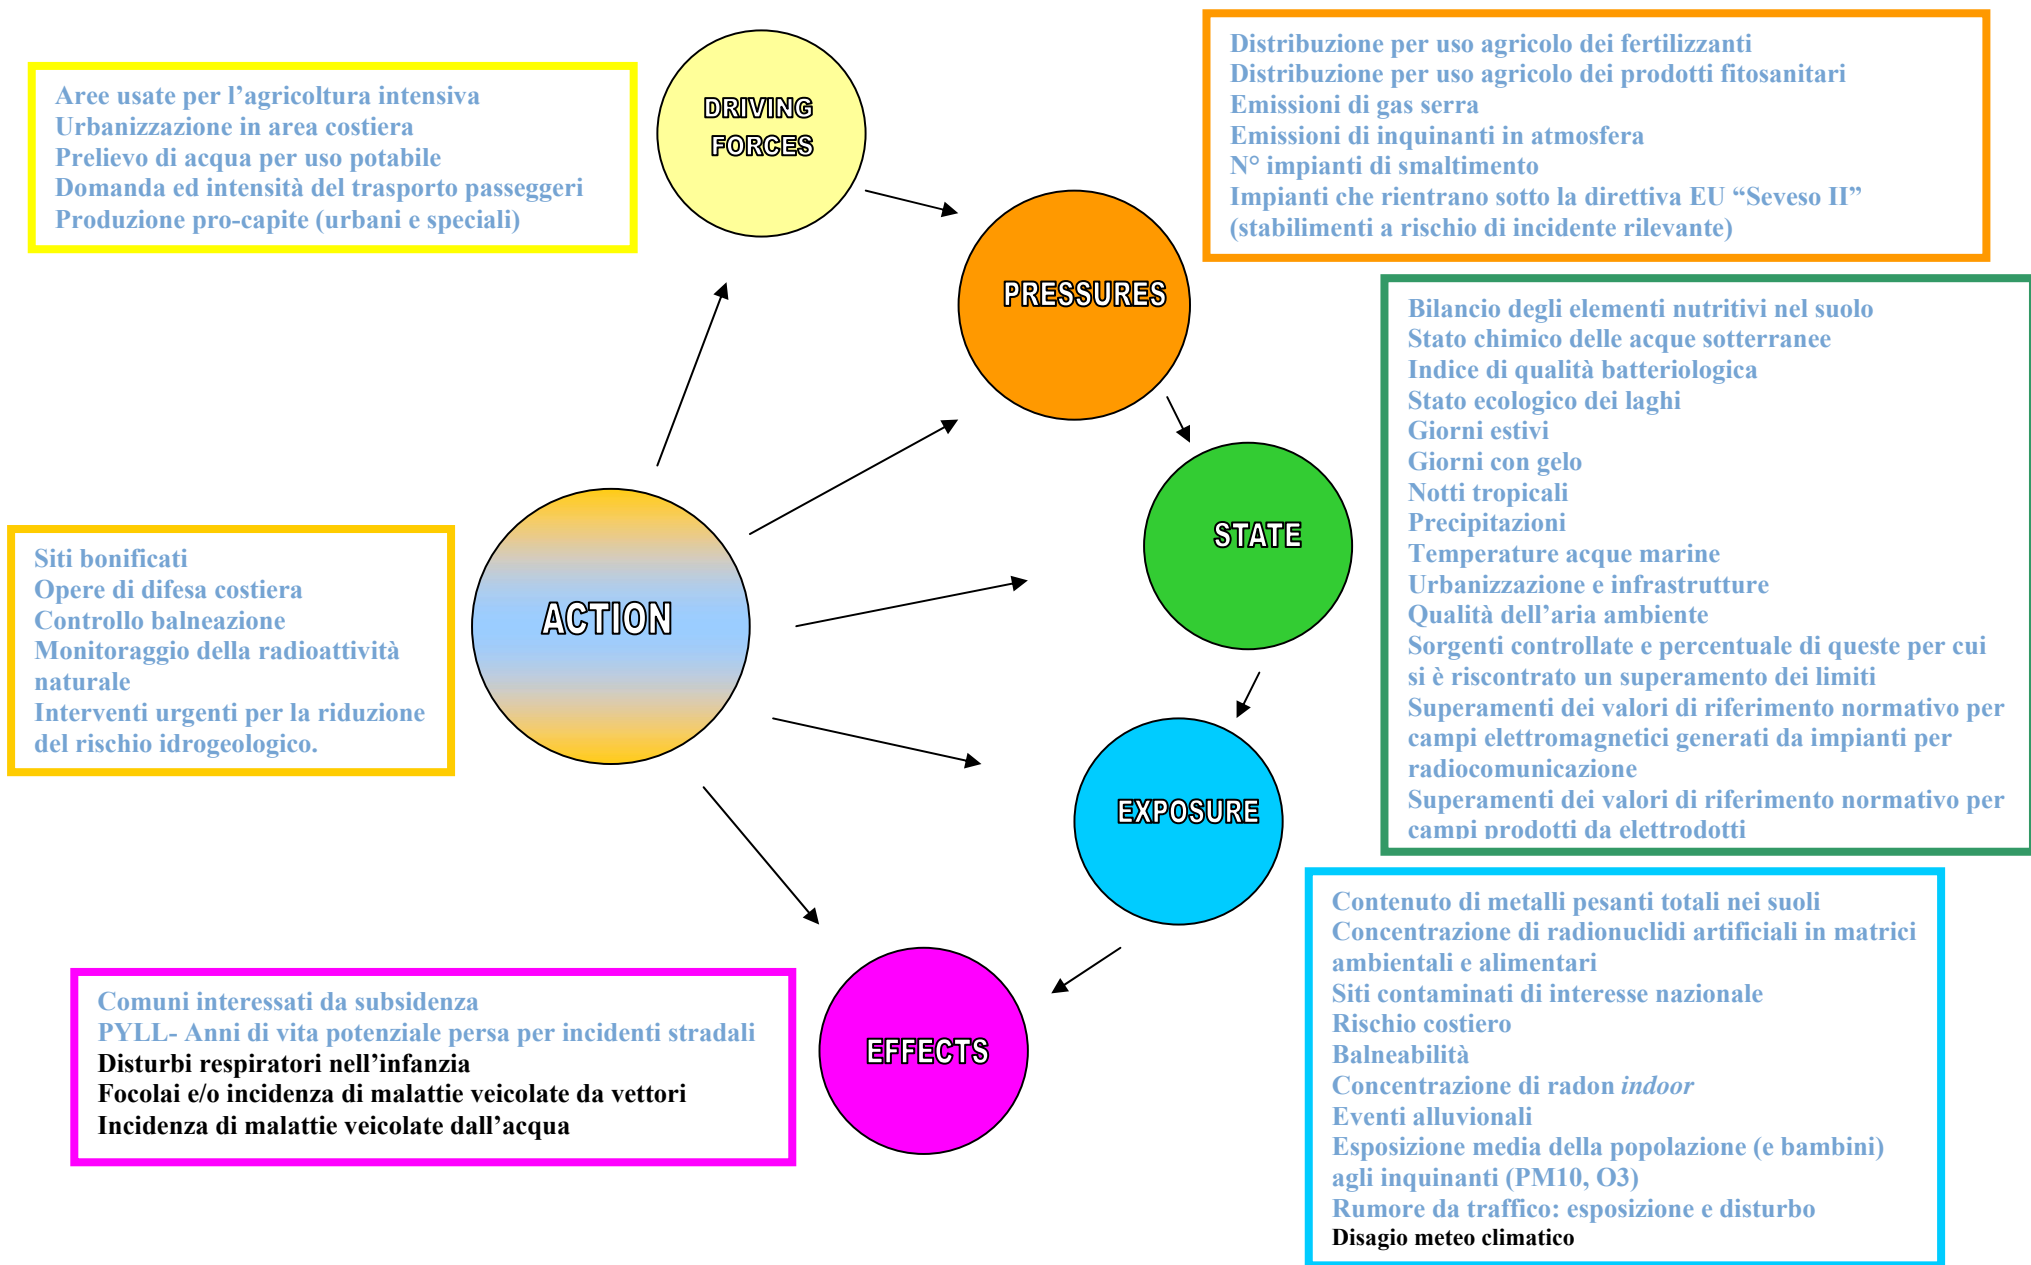 Aree usate per l’agricoltura intensiva
Urbanizzazione in area costiera
Prelievo di acqua per uso potabile
Domanda ed intensità del trasporto passeggeri
Produzione pro-capite (urbani e speciali)
DRIVING
FORCES
Distribuzione per uso agricolo dei fertilizzanti
Distribuzione per uso agricolo dei prodotti fitosanitari
Emissioni di gas serra
Emissioni di inquinanti in atmosfera
N° impianti di smaltimento
Impianti che rientrano sotto la direttiva EU “Seveso II”
(stabilimenti a rischio di incidente rilevante)
PRESSURES
Bilancio degli elementi nutritivi nel suolo
Stato chimico delle acque sotterranee
Indice di qualità batteriologica
Stato ecologico dei laghi
Giorni estivi
Giorni con gelo
Notti tropicali
Precipitazioni
Temperature acque marine
Urbanizzazione e infrastrutture
Qualità dell’aria ambiente
Sorgenti controllate e percentuale di queste per cui
si è riscontrato un superamento dei limiti
Superamenti dei valori di riferimento normativo per
campi elettromagnetici generati da impianti per
radiocomunicazione
Superamenti dei valori di riferimento normativo per
campi prodotti da elettrodotti
STATE
Siti bonificati
Opere di difesa costiera
Controllo balneazione
Monitoraggio della radioattività
naturale
Interventi urgenti per la riduzione
del rischio idrogeologico.
ACTION
EXPOSURE
Contenuto di metalli pesanti totali nei suoli
Concentrazione di radionuclidi artificiali in matrici
ambientali e alimentari
Siti contaminati di interesse nazionale
Rischio costiero
Balneabilità
Concentrazione di radon indoor
Eventi alluvionali
Esposizione media della popolazione (e bambini)
agli inquinanti (PM10, O3)
Rumore da traffico: esposizione e disturbo
Disagio meteo climatico
Comuni interessati da subsidenza
PYLL- Anni di vita potenziale persa per incidenti stradali
Disturbi respiratori nell’infanzia
Focolai e/o incidenza di malattie veicolate da vettori
Incidenza di malattie veicolate dall’acqua
EFFECTS